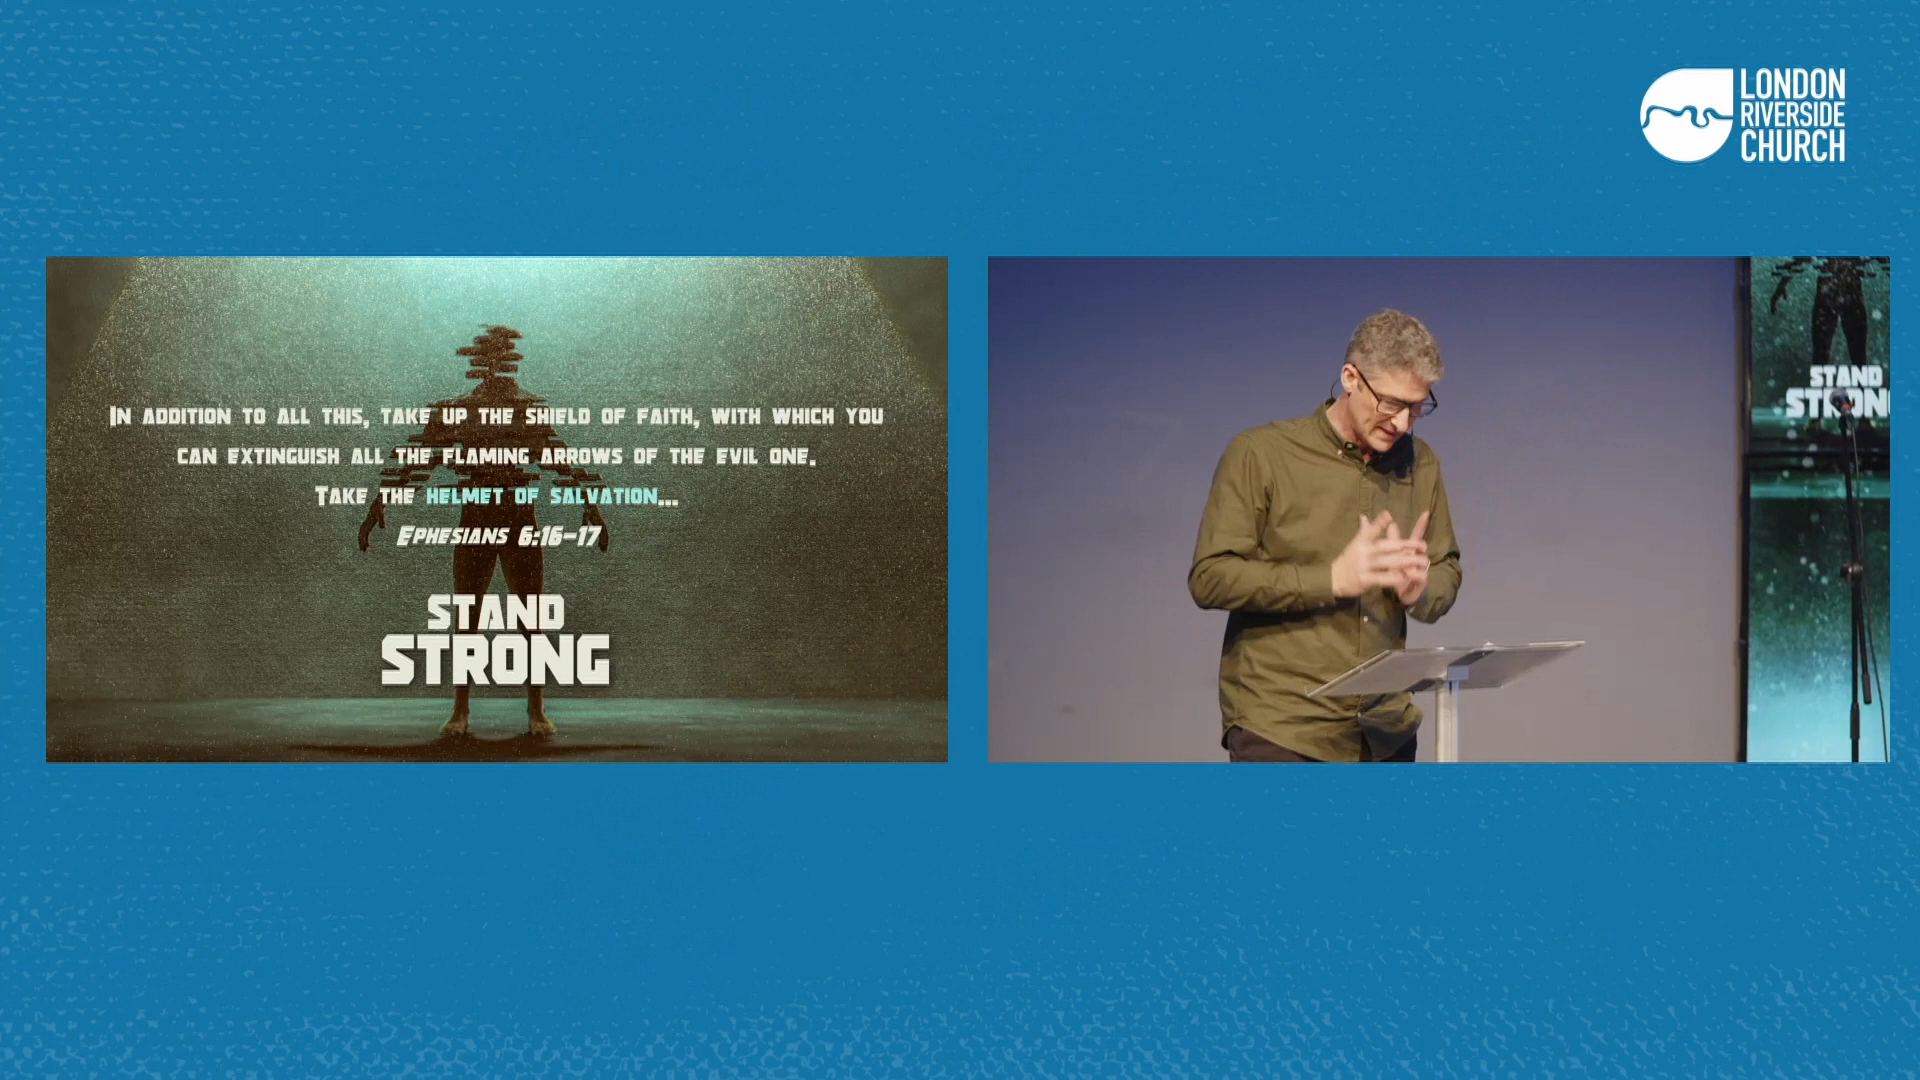 LONDON
RIVERSIDE
CHURCH
In addition to all this, take up the shield of faith, with which you
can extinguish all the flaming arrows of the evil one.
Take the helmet of salvation...
Ephesians 6:16-17
STAND
STRONG
STAND
STRONG